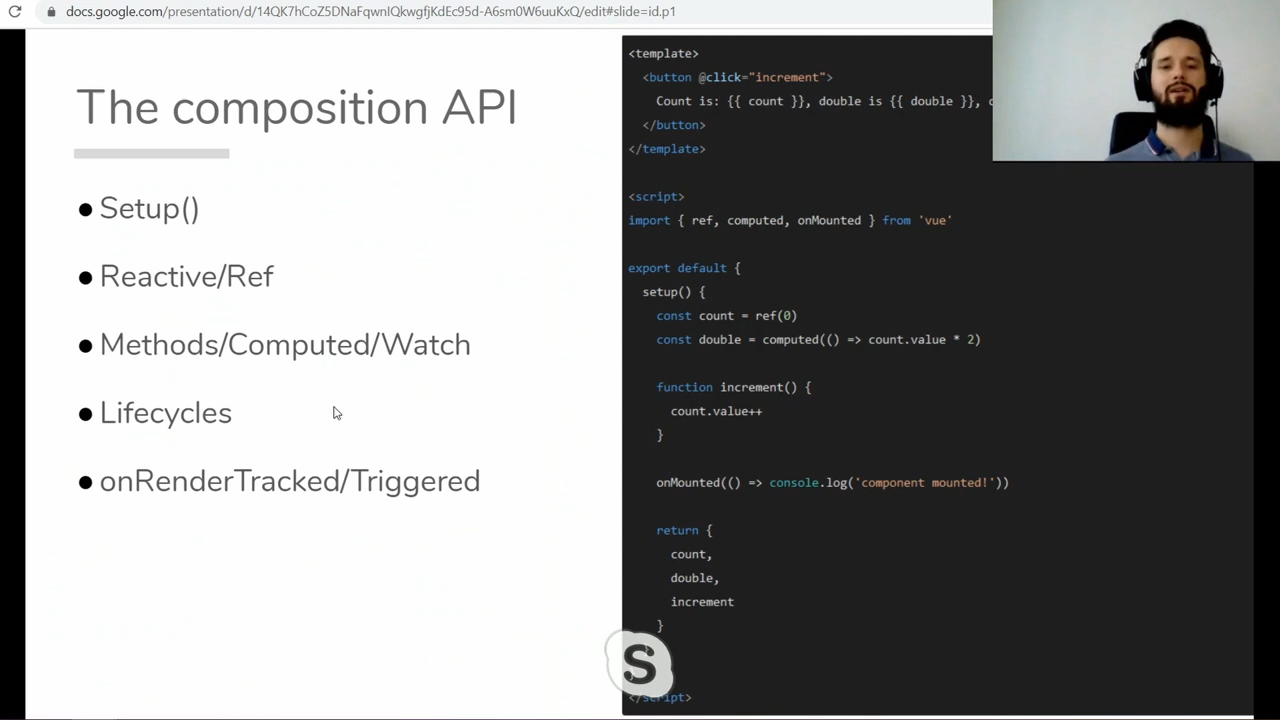 docs.google.com/presentation/d/14QK7hCoZ5DNaFqwnIQkwgfjKdEc95d-A6sm0W6uuKxQ/edit#slide=id.p1
The composition API
● Setup()
● Reactive/Ref
● Methods/Computed/Watch
● Lifecycles
● onRenderTracked/Triggered
<template>
<button @click="increment">
Count is: {{ count }}, double is {{ double }},
</button>
</template>
<script>
import { ref, computed, onMounted } from 'vue'
export default {
setup() {
const count = ref(0)
const double = computed(() => count.value * 2)
function increment() {
count.value++
}
onMounted(() => console.log('component mounted!'))
return {
count,
double,
increment
}
</script>
S